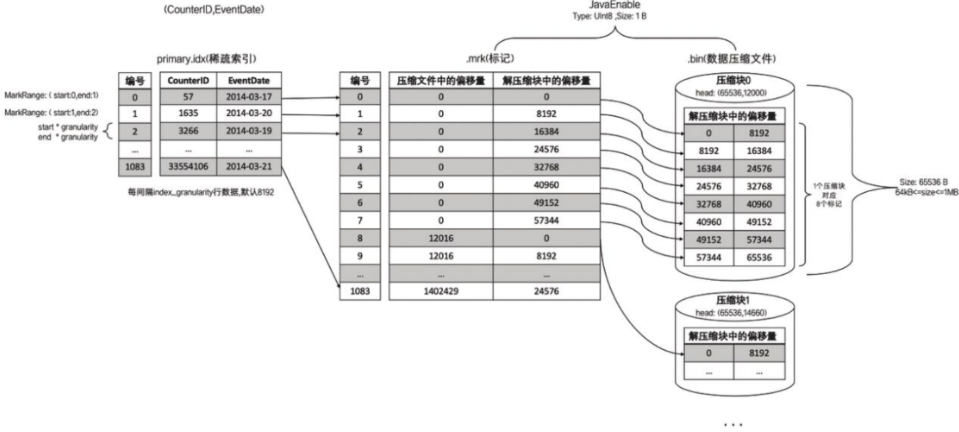 (CounterID,EventDate)
JavaEnable
Type: UInt8 ,Size: 1 B
primary.idx(稀疏索引)
.mrk(标记)
.bin(数据压缩文件)
编号 CounterID EventDate
0 57 2014-03-17
1 1635 2014-03-20
2 3266 2014-03-19
... ... ...
1083 33554106 2014-03-21
MarkRange: ( start:0,end:1)
MarkRange: ( start:1,end:2)
start * granularity
end * granularity
每间隔index_granularity行数据,默认8192
编号 压缩文件中的偏移量 解压缩块中的偏移量
0 0 0
1 0 8192
2 0 16384
3 0 24576
4 0 32768
5 0 40960
6 0 49152
7 0 57344
8 12016 0
9 12016 8192
... ... ...
1083 1402429 24576
压缩块0
head: (65536,12000)
解压缩块中的偏移量
0 8192
8192 16384
16384 24576
24576 32768
32768 40960
40960 49152
49152 57344
57344 65536
1个压缩块
对应
8个标记
Size: 65536 B
64kB<=size<=1MB
压缩块1
head: (65536,14660)
解压缩块中的偏移量
0 8192
... ...
. . .